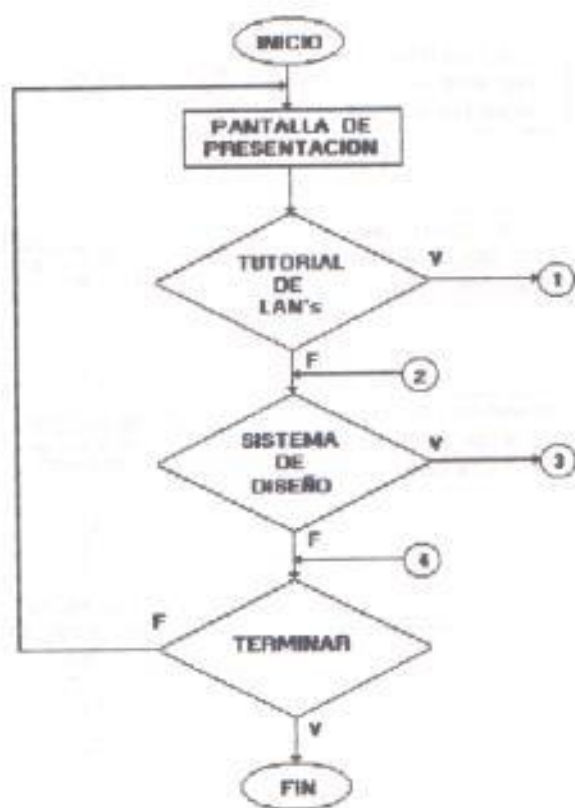 INICIO
PANTALLA DE
PRESENTACION
TUTORIAL
DE
LAN's
V
1
F
2
SISTEMA
DE
DISEÑO
V
3
F
4
F
TERMINAR
V
FIN